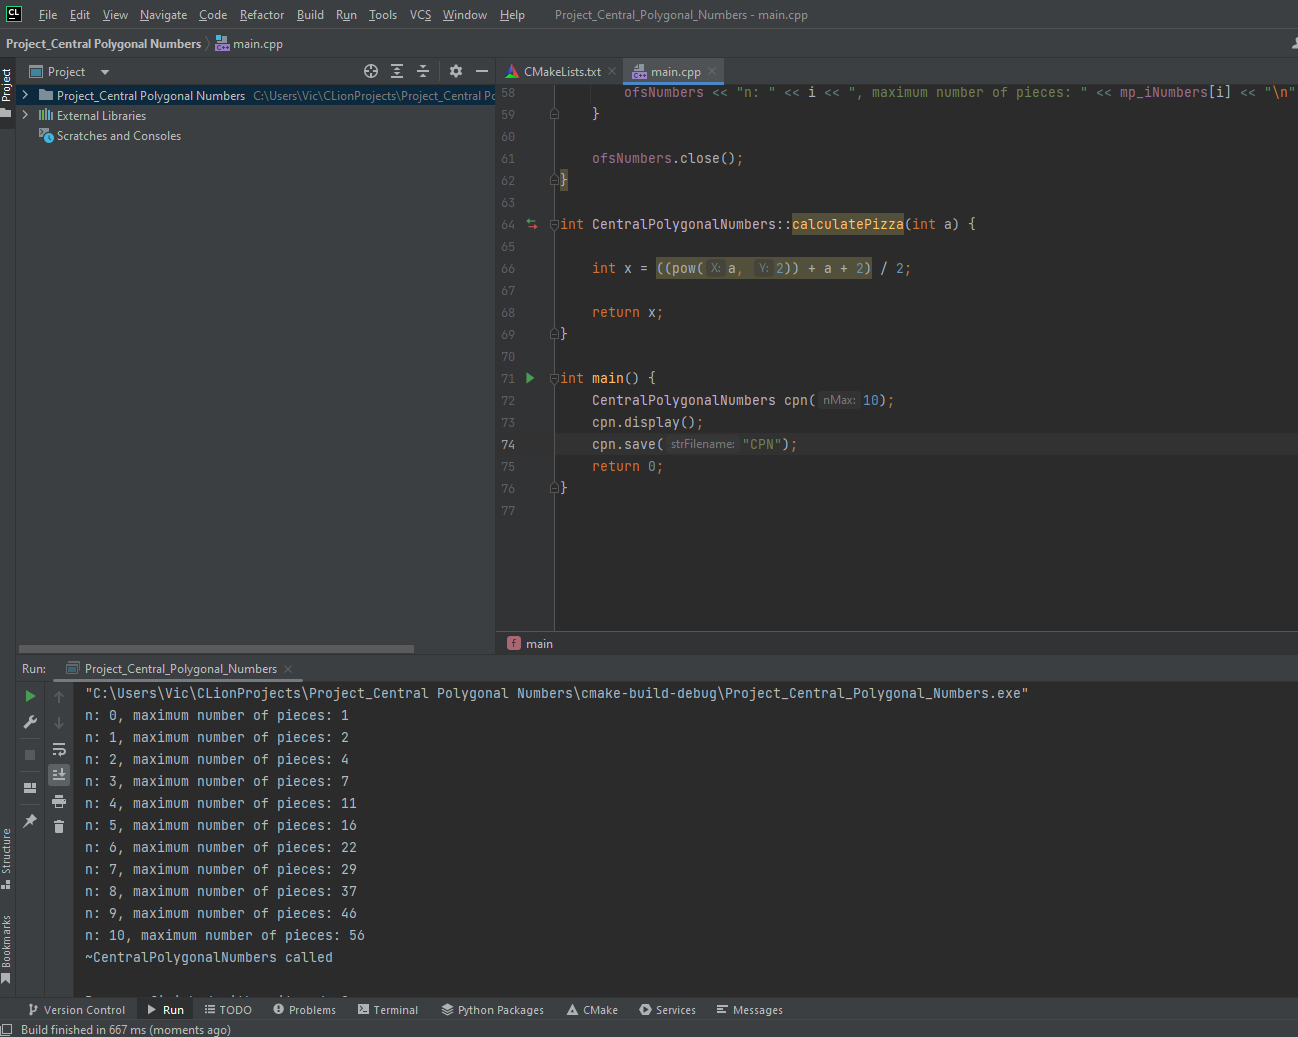 CL File Edit View Navigate Code Refactor Build Run Tools VCS Window Help Project_Central_Polygonal_Numbers - main.cpp
Project_Central Polygonal Numbers main.cpp
Project
Project
CMakeLists.txt main.cpp
Project_Central Polygonal Numbers C:\Users\Vic\CLionProjects\Project_Central Po
External Libraries
Scratches and Consoles
58 ofsNumbers << "n: " << i << ", maximum number of pieces: " << mp_iNumbers[i] << "\n"
59 }
60
61 ofsNumbers.close();
62 }
63
64 int CentralPolygonalNumbers::calculatePizza(int a) {
65
66 int x = ((pow( X: a, Y: 2)) + a + 2) / 2;
67
68 return x;
69 }
70
71 int main() {
72 CentralPolygonalNumbers cpn( nMax: 10);
73 cpn.display();
74 cpn.save( strFilename: "CPN");
75 return 0;
76 }
77
f main
Run: Project_Central_Polygonal_Numbers
"C:\Users\Vic\CLionProjects\Project_Central Polygonal Numbers\cmake-build-debug\Project_Central_Polygonal_Numbers.exe"
n: 0, maximum number of pieces: 1
n: 1, maximum number of pieces: 2
n: 2, maximum number of pieces: 4
n: 3, maximum number of pieces: 7
n: 4, maximum number of pieces: 11
n: 5, maximum number of pieces: 16
n: 6, maximum number of pieces: 22
n: 7, maximum number of pieces: 29
n: 8, maximum number of pieces: 37
n: 9, maximum number of pieces: 46
n: 10, maximum number of pieces: 56
~CentralPolygonalNumbers called
Structure
Bookmarks
Version Control Run TODO Problems Terminal Python Packages CMake Services Messages
Build finished in 667 ms (moments ago)